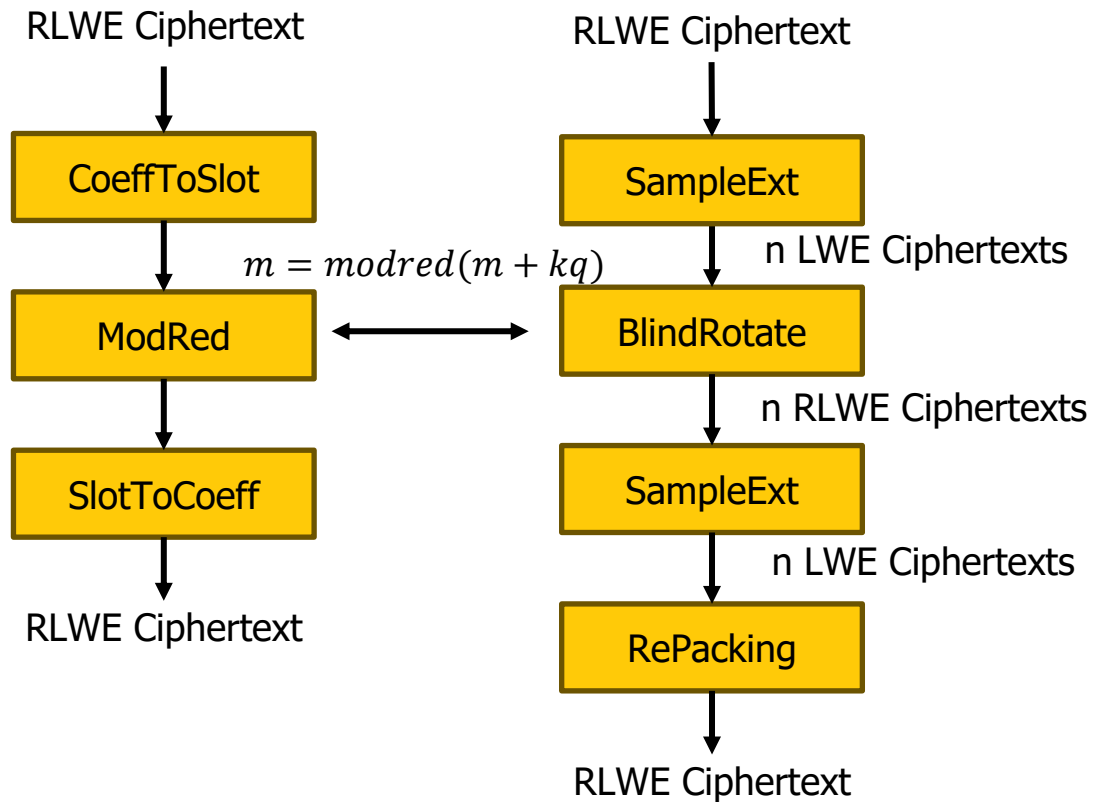 RLWE Ciphertext
CoeffToSlot
ModRed
SlotToCoeff
RLWE Ciphertext
m = modred(m + kq)
RLWE Ciphertext
SampleExt
n LWE Ciphertexts
BlindRotate
n RLWE Ciphertexts
SampleExt
n LWE Ciphertexts
RePacking
RLWE Ciphertext